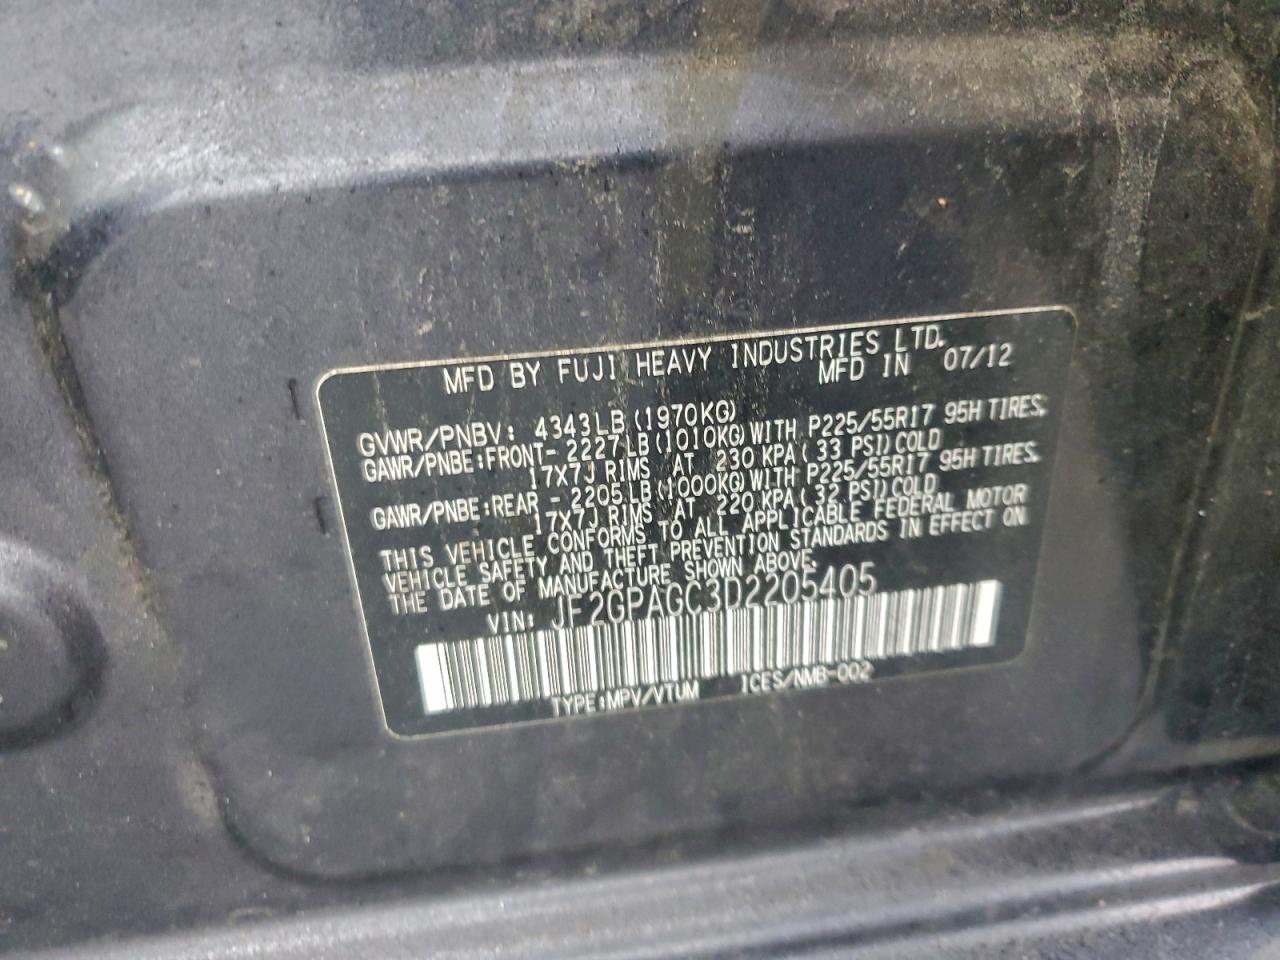 MFD BY FUJI HEAVY INDUSTRIES LTD.
MFD IN 07/12
GVWR/PNBV: 4343LB (1970KG)
GAWR/PNBE:FRONT- 2227LB (1010KG) WITH P225/55R17 95H TIRES,
17X7J RIMS AT 230 KPA (33 PSI) COLD
GAWR/PNBE:REAR - 2205LB (1000KG) WITH P225/55R17 95H TIRES,
17X7J RIMS AT 220 KPA (32 PSI) COLD
THIS VEHICLE CONFORMS TO ALL APPLICABLE FEDERAL MOTOR
VEHICLE SAFETY AND THEFT PREVENTION STANDARDS IN EFFECT ON
THE DATE OF MANUFACTURE SHOWN ABOVE.
VIN: JF2GPAGC3D2205405
TYPE:MPV/VTUM ICES/NMB-002